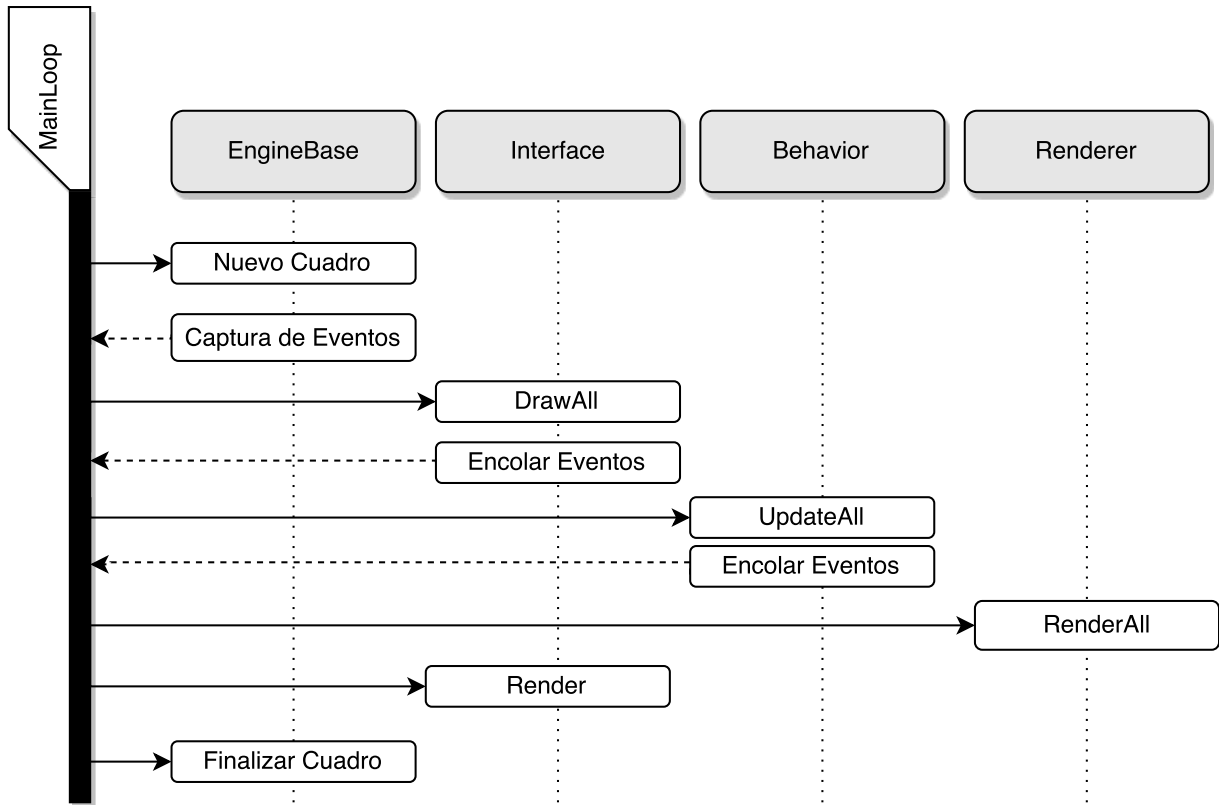 MainLoop
EngineBase
Interface
Behavior
Renderer
Nuevo Cuadro
Captura de Eventos
DrawAll
Encolar Eventos
UpdateAll
Encolar Eventos
RenderAll
Render
Finalizar Cuadro